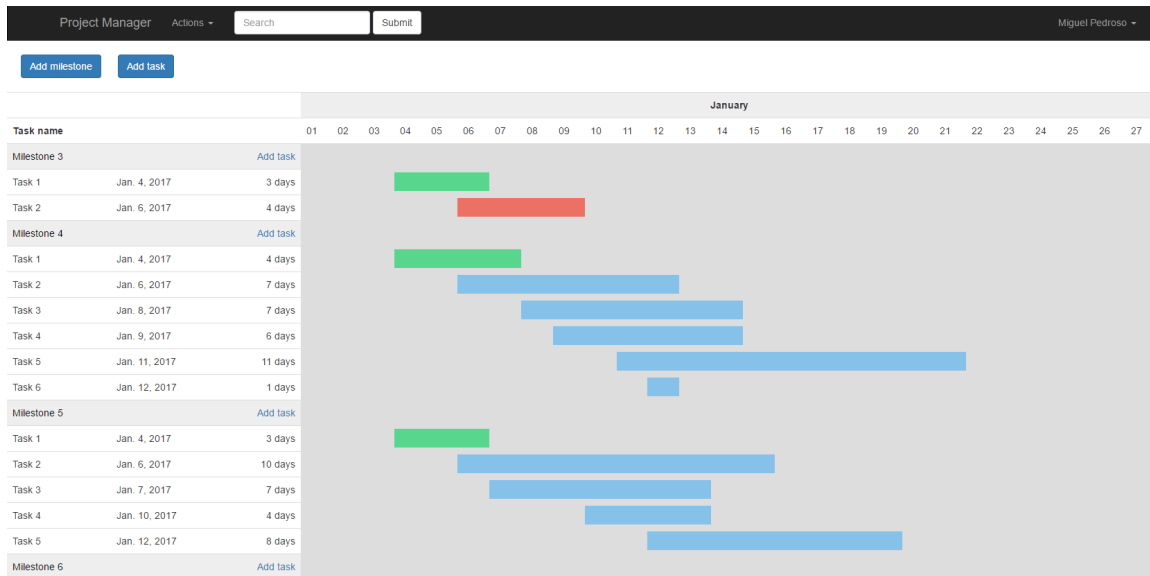 Project Manager Actions Search Submit Miguel Pedroso
Add milestone Add task
January
Task name 01 02 03 04 05 06 07 08 09 10 11 12 13 14 15 16 17 18 19 20 21 22 23 24 25 26 27
Milestone 3 Add task
Task 1 Jan. 4, 2017 3 days
Task 2 Jan. 6, 2017 4 days
Milestone 4 Add task
Task 1 Jan. 4, 2017 4 days
Task 2 Jan. 6, 2017 7 days
Task 3 Jan. 8, 2017 7 days
Task 4 Jan. 9, 2017 6 days
Task 5 Jan. 11, 2017 11 days
Task 6 Jan. 12, 2017 1 days
Milestone 5 Add task
Task 1 Jan. 4, 2017 3 days
Task 2 Jan. 6, 2017 10 days
Task 3 Jan. 7, 2017 7 days
Task 4 Jan. 10, 2017 4 days
Task 5 Jan. 12, 2017 8 days
Milestone 6 Add task